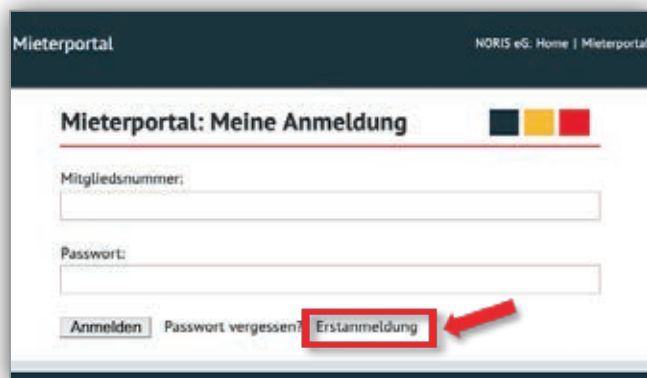 Mieterportal
NORIS eG: Home | Mieterportal
Mieterportal: Meine Anmeldung
Mitgliedsnummer:
Passwort:
Anmelden Passwort vergessen? Erstanmeldung